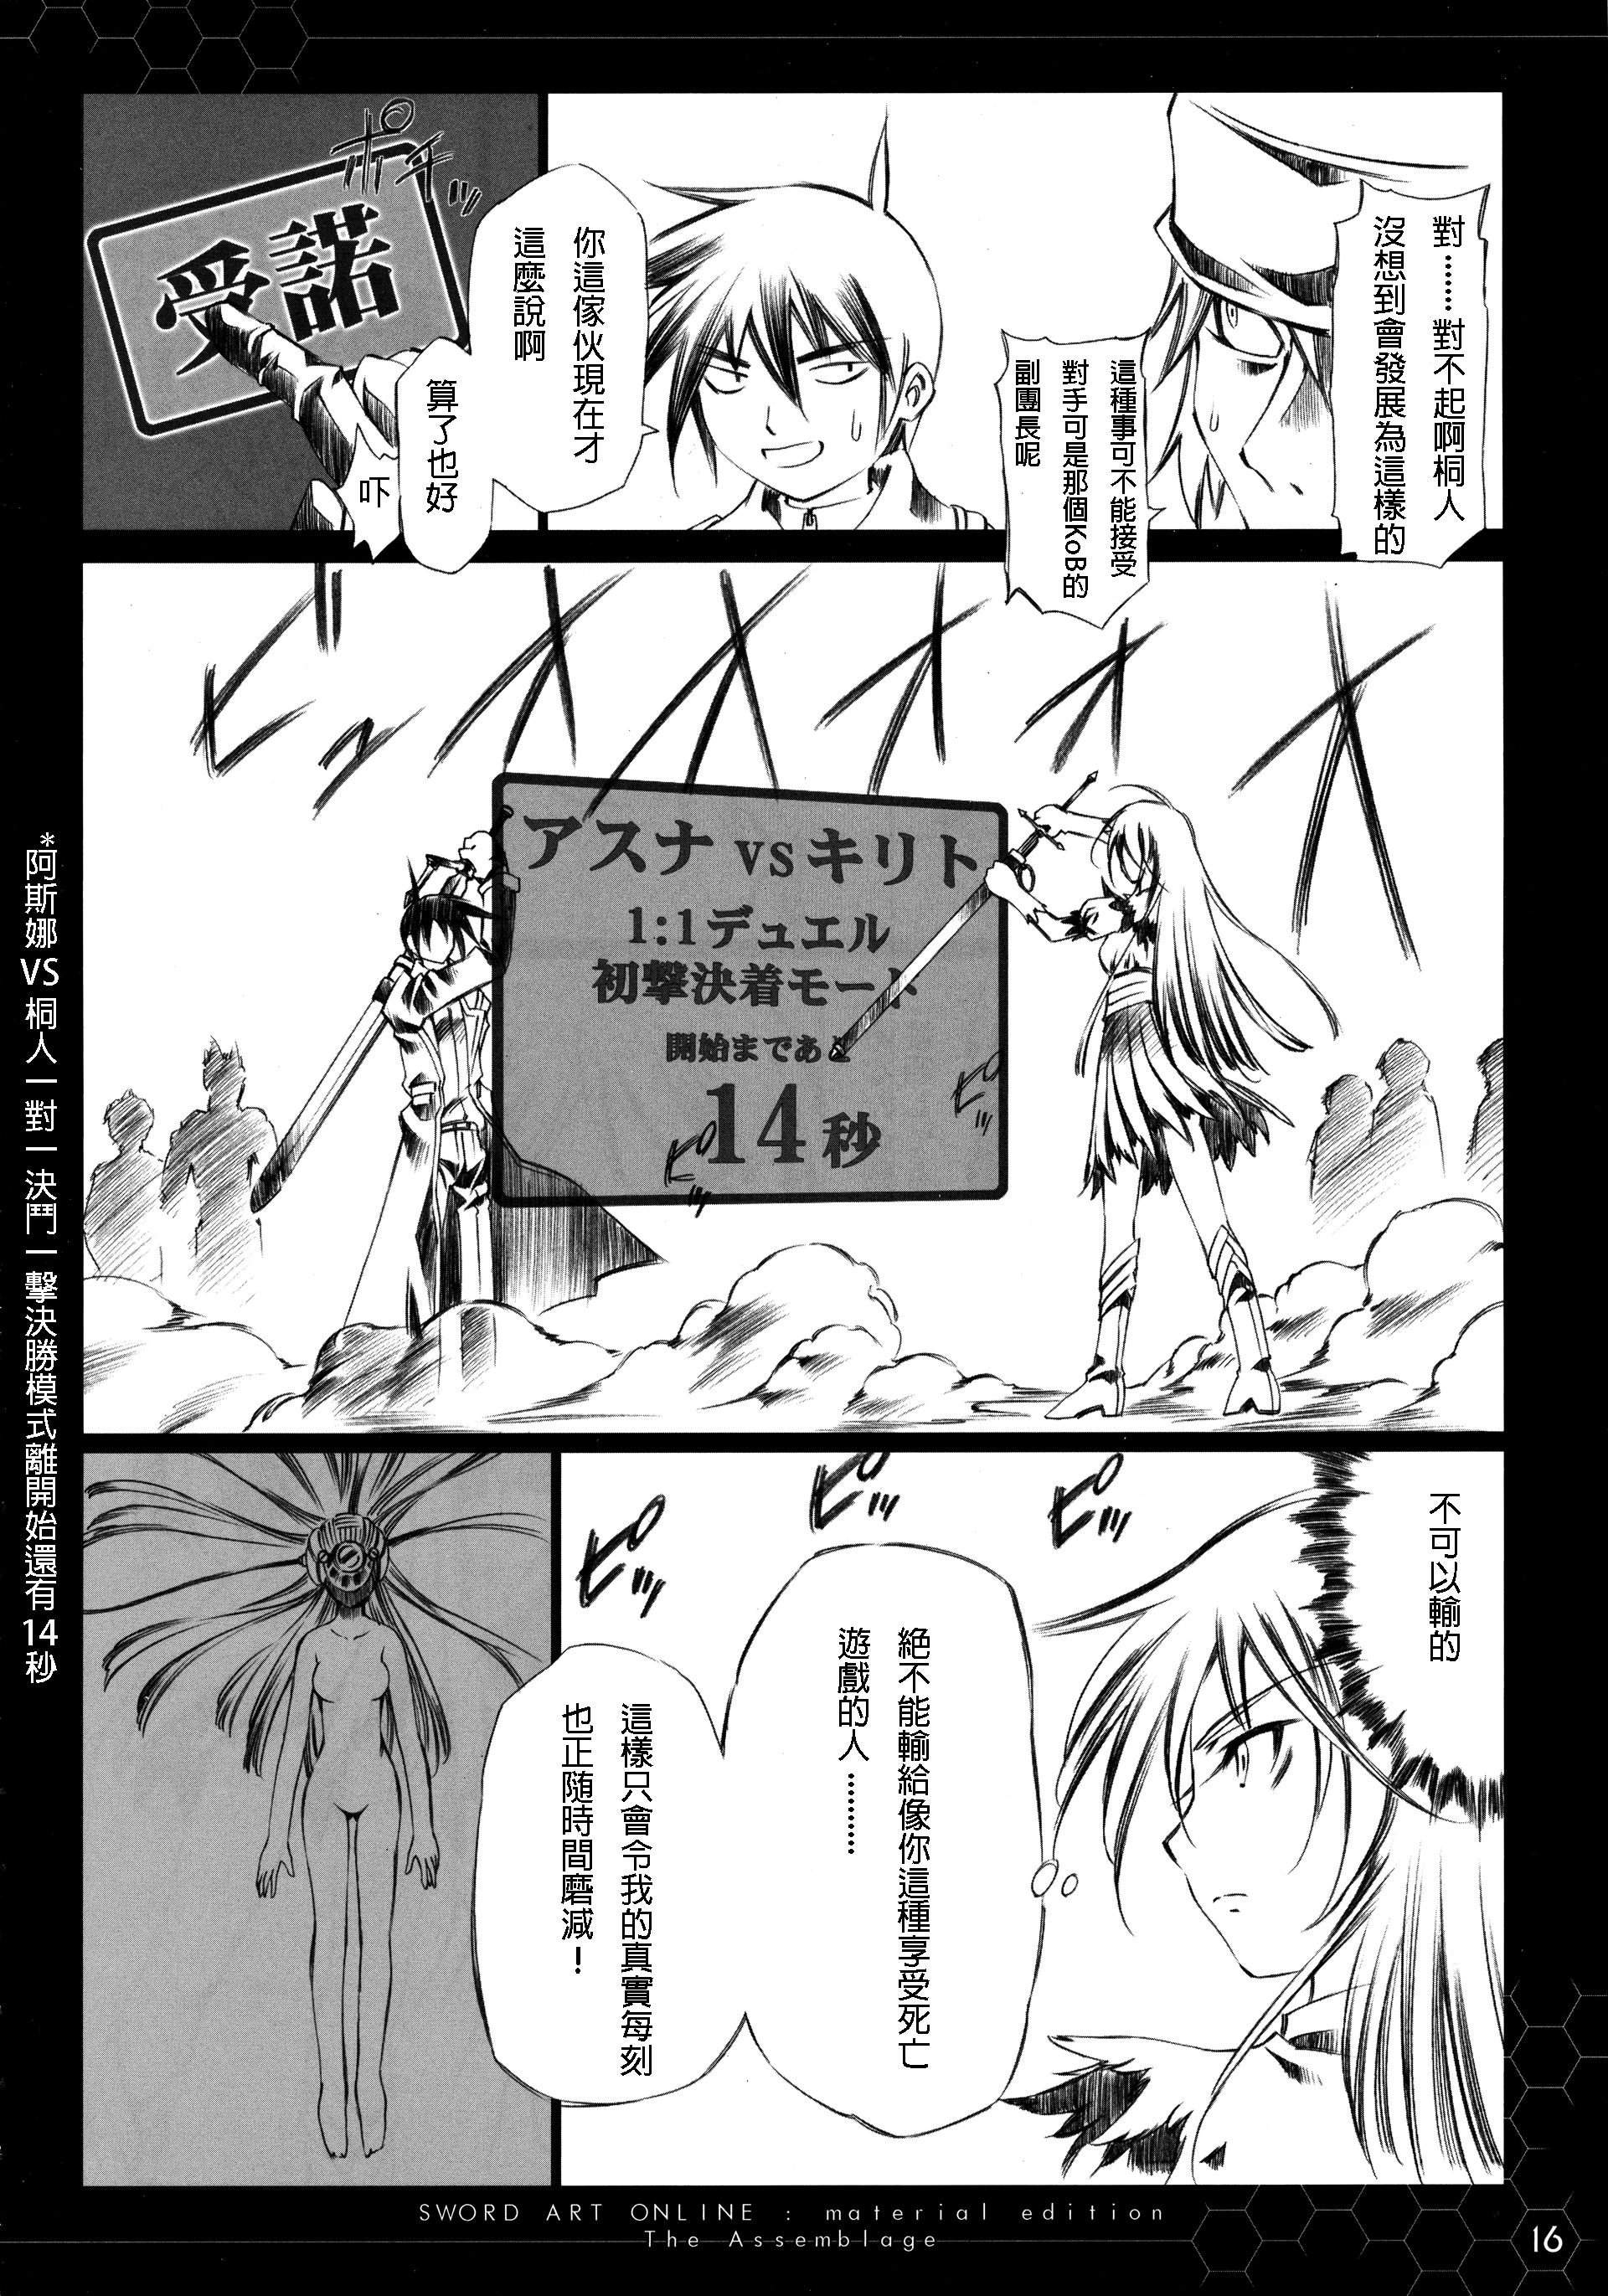 對……對不起啊桐人
沒想到會發展為這樣的
這種事可不能接受
對手可是那個KoB的
副團長呢
你這傢伙現在才
這麼說啊
算了也好
吓
ポチッ
受諾
オオオオオオ
アスナ vs キリト
1:1デュエル
初撃決着モード
開始まであと
14秒
ピッ
ピッ
*阿斯娜VS桐人一對一決鬥一擊決勝模式離開始還有14秒
不可以輸的
ピッ
ピッ
ピッ
絕不能輸給像你這種享受死亡
遊戲的人………
這樣只會令我的真實每刻
也正隨時間磨減！
SWORD ART ONLINE : material edition
The Assemblage
16